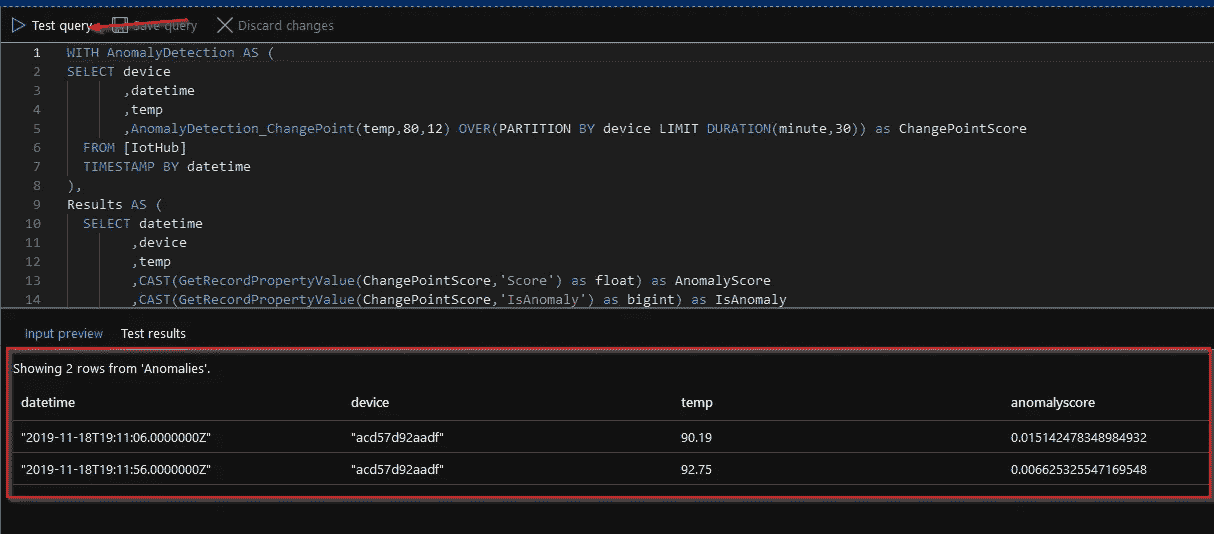 Test query Save query Discard changes
1 WITH AnomalyDetection AS (
2 SELECT device
3 ,datetime
4 ,temp
5 ,AnomalyDetection_ChangePoint(temp,80,12) OVER(PARTITION BY device LIMIT DURATION(minute,30)) as ChangePointScore
6 FROM [IotHub]
7 TIMESTAMP BY datetime
8 ),
9 Results AS (
10 SELECT datetime
11 ,device
12 ,temp
13 ,CAST(GetRecordPropertyValue(ChangePointScore,'Score') as float) as AnomalyScore
14 ,CAST(GetRecordPropertyValue(ChangePointScore,'IsAnomaly') as bigint) as IsAnomaly
Input preview Test results
Showing 2 rows from 'Anomalies'.
datetime device temp anomalyscore
"2019-11-18T19:11:06.0000000Z" "acd57d92aadf" 90.19 0.015142478348984932
"2019-11-18T19:11:56.0000000Z" "acd57d92aadf" 92.75 0.006625325547169548